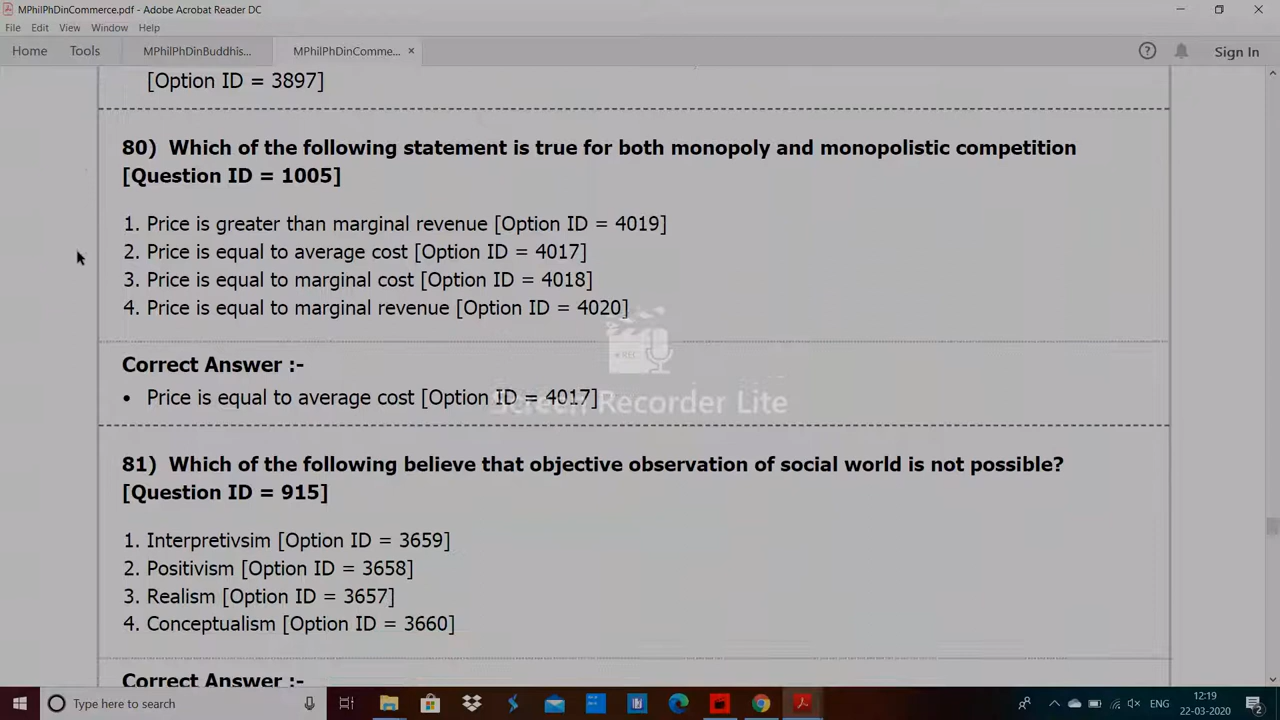 MPhilPhDinCommerce.pdf - Adobe Acrobat Reader DC
File Edit View Window Help
Home Tools MPhilPhDinBuddhis... MPhilPhDinComme... × Sign In
[Option ID = 3897]
80) Which of the following statement is true for both monopoly and monopolistic competition
[Question ID = 1005]
1. Price is greater than marginal revenue [Option ID = 4019]
2. Price is equal to average cost [Option ID = 4017]
3. Price is equal to marginal cost [Option ID = 4018]
4. Price is equal to marginal revenue [Option ID = 4020]
REC
Correct Answer :-
• Price is equal to average cost [Option ID = 4017]
Screen Recorder Lite
81) Which of the following believe that objective observation of social world is not possible?
[Question ID = 915]
1. Interpretivsim [Option ID = 3659]
2. Positivism [Option ID = 3658]
3. Realism [Option ID = 3657]
4. Conceptualism [Option ID = 3660]
Correct Answer :-
Type here to search
ENG
12:19
22-03-2020
2